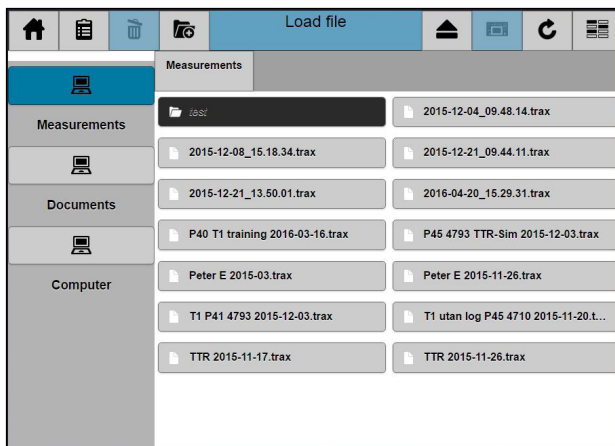 Load file
Measurements
Measurements
Documents
Computer
test
2015-12-04_09.48.14.trax
2015-12-08_15.18.34.trax
2015-12-21_09.44.11.trax
2015-12-21_13.50.01.trax
2016-04-20_15.29.31.trax
P40 T1 training 2016-03-16.trax
P45 4793 TTR-Sim 2015-12-03.trax
Peter E 2015-03.trax
Peter E 2015-11-26.trax
T1 P41 4793 2015-12-03.trax
T1 utan log P45 4710 2015-11-20.t...
TTR 2015-11-17.trax
TTR 2015-11-26.trax